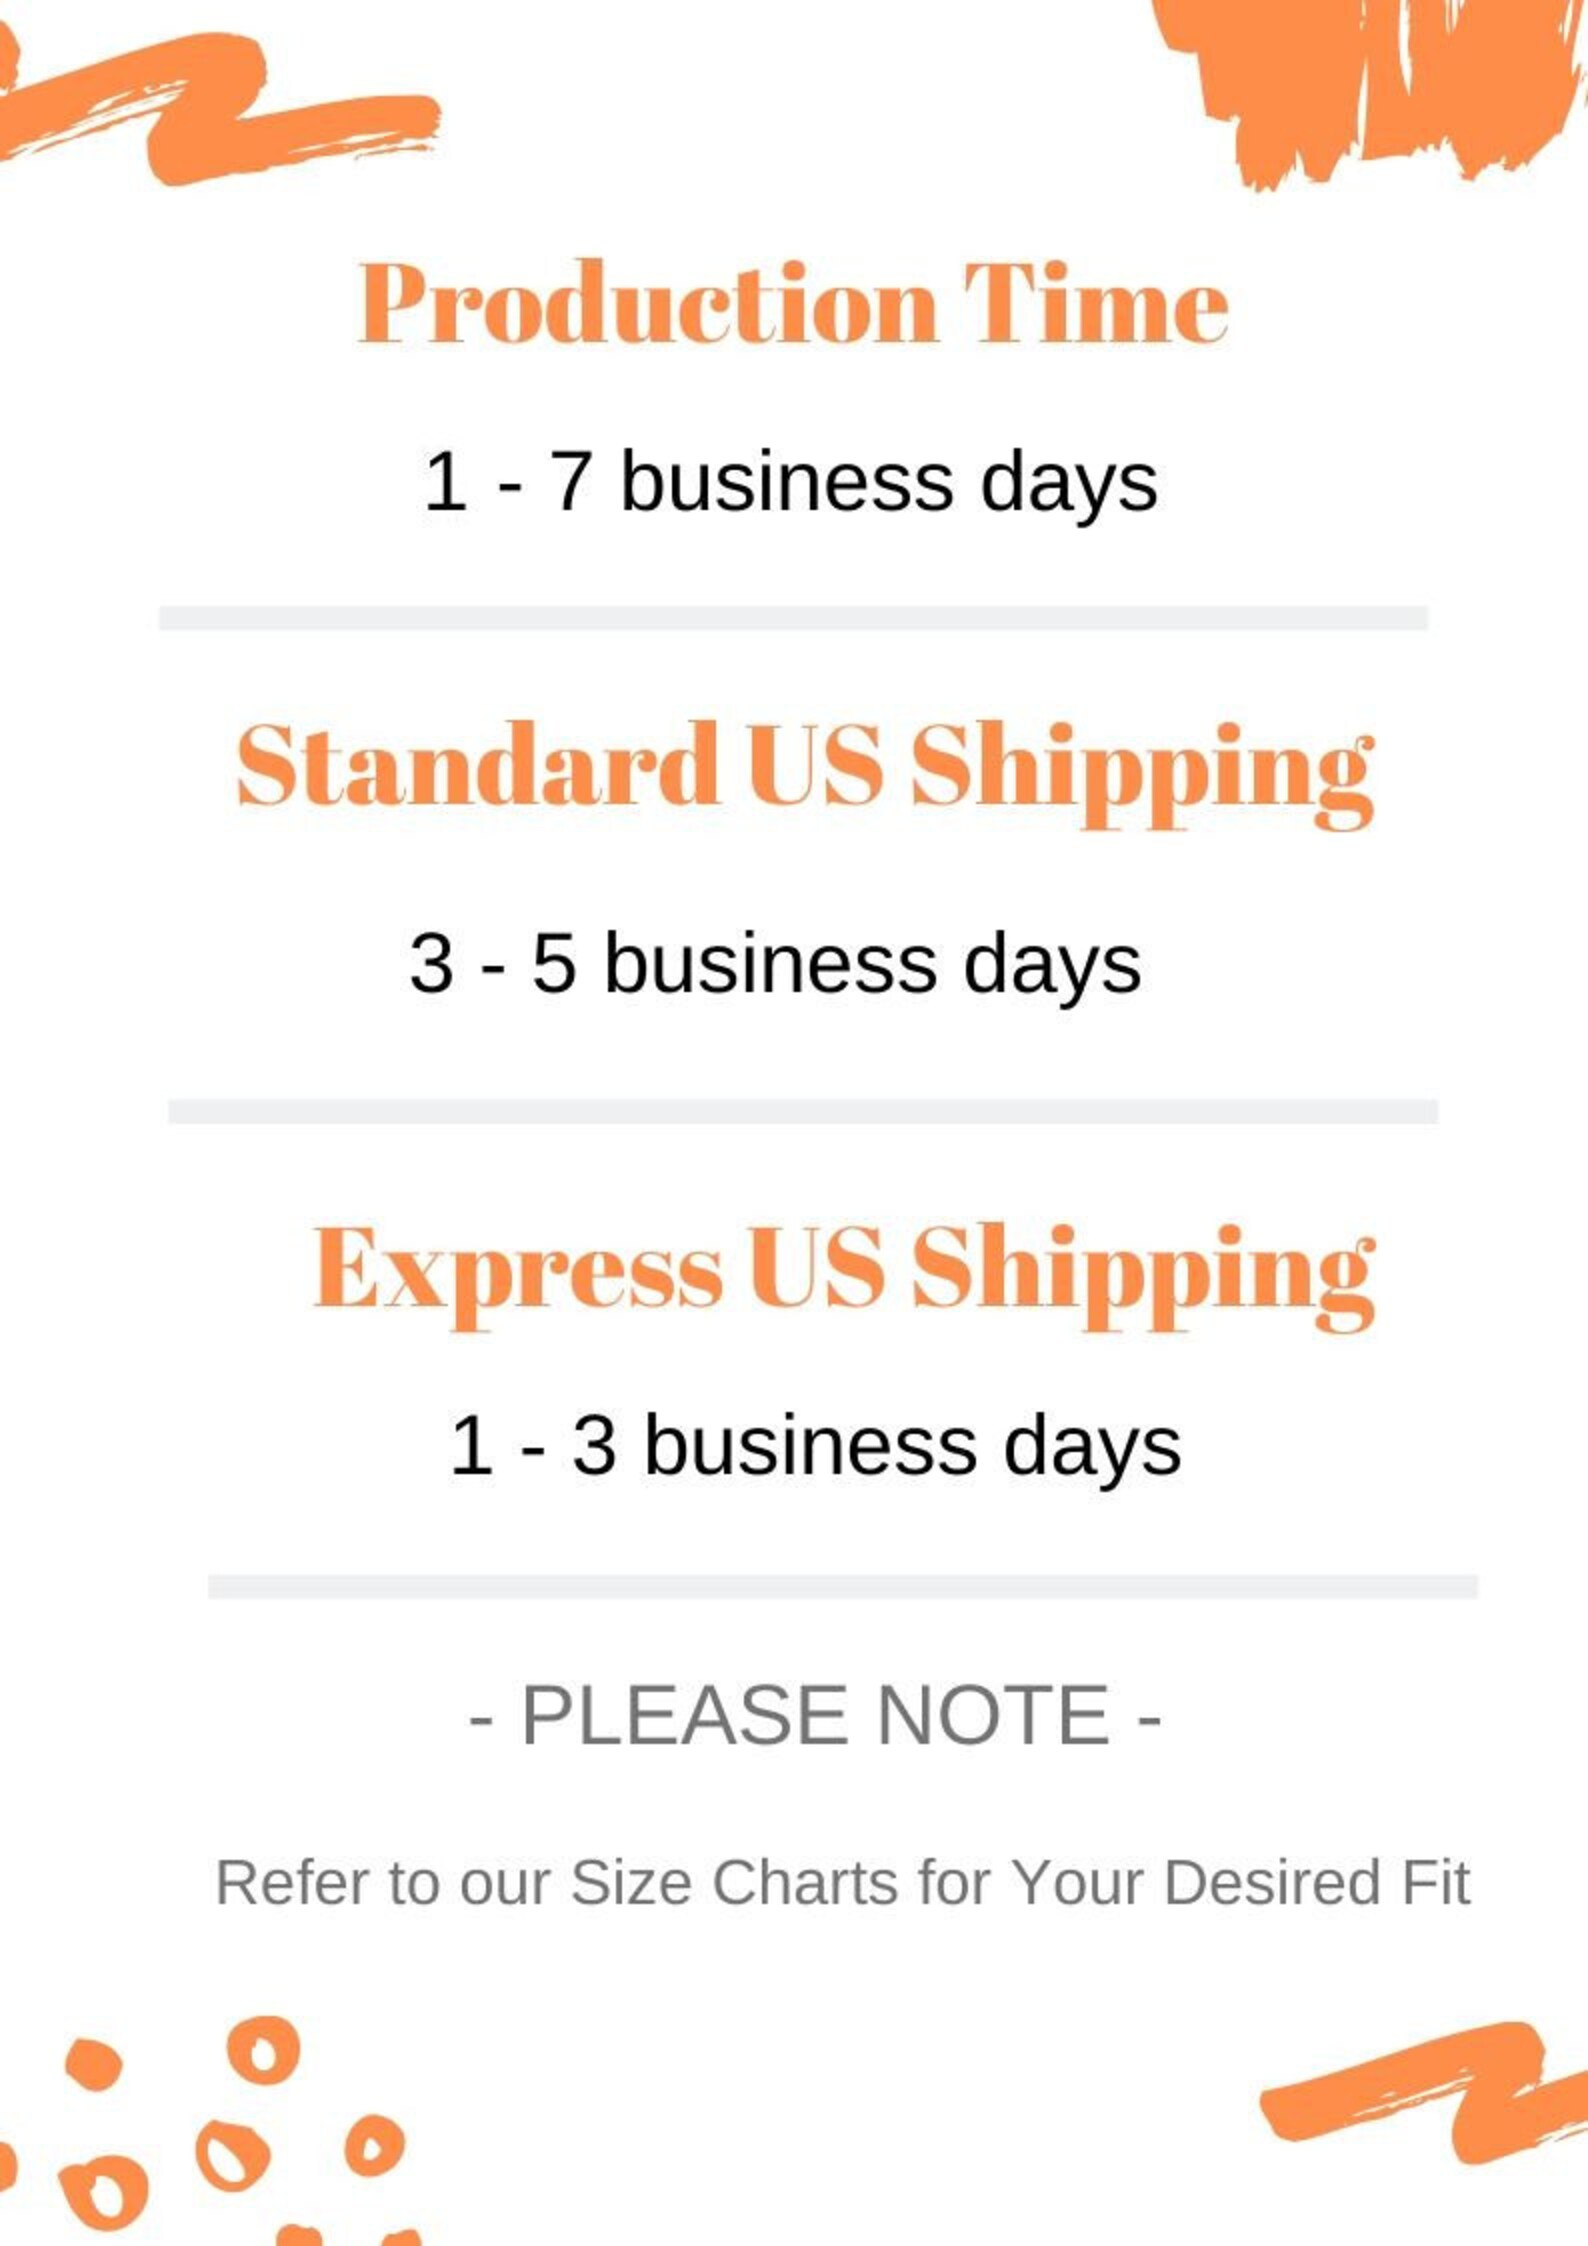 Production Time
1 - 7 business days
Standard US Shipping
3 - 5 business days
Express US Shipping
1 - 3 business days
- PLEASE NOTE -
Refer to our Size Charts for Your Desired Fit